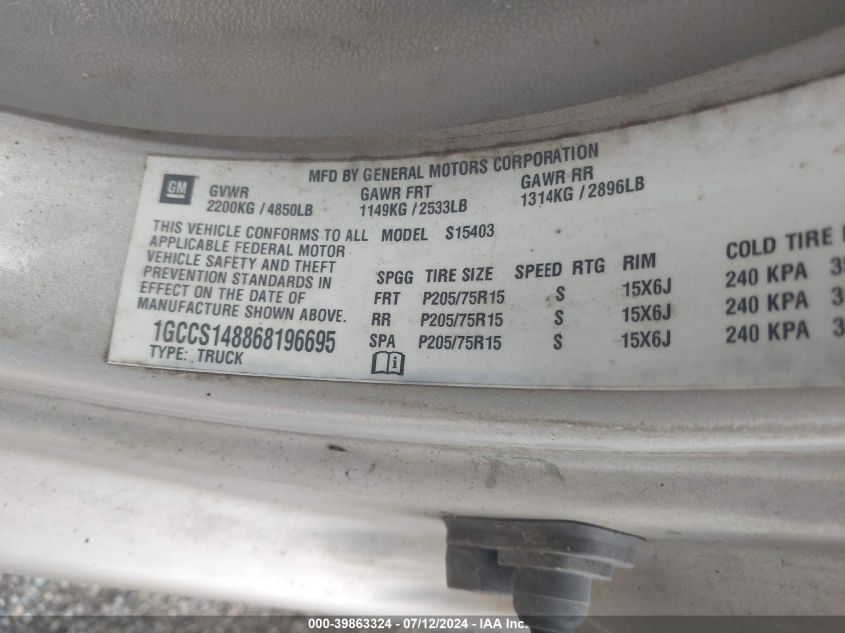 MFD BY GENERAL MOTORS CORPORATION
GM
GVWR GAWR FRT GAWR RR
2200KG / 4850LB 1149KG / 2533LB 1314KG / 2896LB
THIS VEHICLE CONFORMS TO ALL
APPLICABLE FEDERAL MOTOR
VEHICLE SAFETY AND THEFT
PREVENTION STANDARDS IN
EFFECT ON THE DATE OF
MANUFACTURE SHOWN ABOVE.
1GCCS148868196695
TYPE: TRUCK
MODEL S15403
SPGG TIRE SIZE SPEED RTG RIM COLD TIRE
FRT P205/75R15 S 15X6J 240 KPA
RR P205/75R15 S 15X6J 240 KPA
SPA P205/75R15 S 15X6J 240 KPA
i
000-39863324 / 07/12/2024 - IAA Inc.